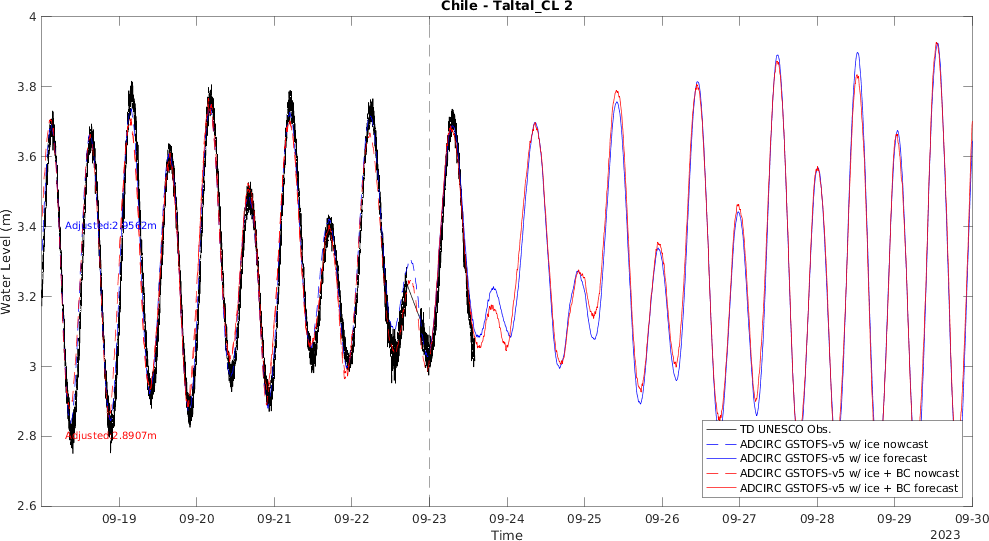 Chile - Taltal_CL 2
4
3.8
3.6
3.4
3.2
3
2.8
2.6
Water Level (m)
Adjusted:2.9562m
Adjusted:2.8907m
TD UNESCO Obs.
ADCIRC GSTOFS-v5 w/ ice nowcast
ADCIRC GSTOFS-v5 w/ ice forecast
ADCIRC GSTOFS-v5 w/ ice + BC nowcast
ADCIRC GSTOFS-v5 w/ ice + BC forecast
09-19 09-20 09-21 09-22 09-23 09-24 09-25 09-26 09-27 09-28 09-29 09-30
Time
2023